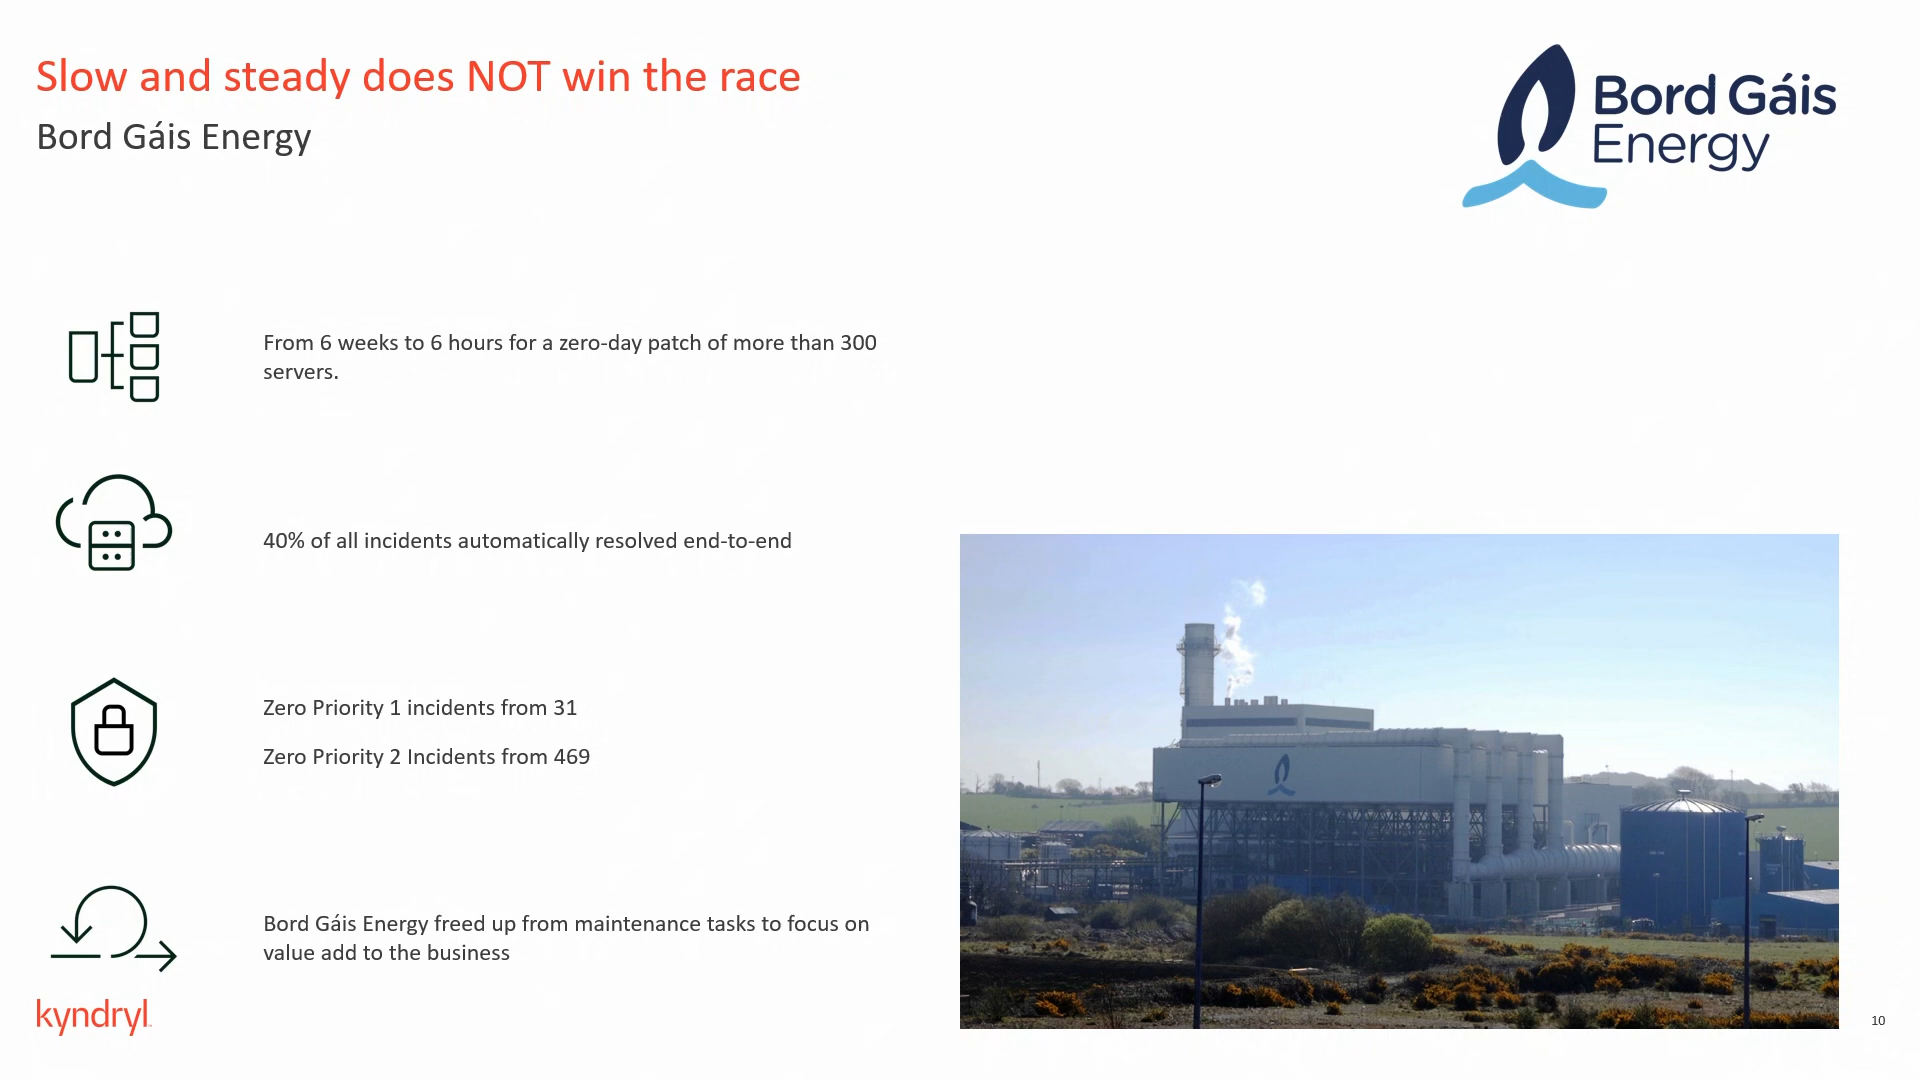 Slow and steady does NOT win the race
Bord Gáis Energy
Bord Gáis
Energy
From 6 weeks to 6 hours for a zero-day patch of more than 300
servers.
40% of all incidents automatically resolved end-to-end
Zero Priority 1 incidents from 31
Zero Priority 2 Incidents from 469
Bord Gáis Energy freed up from maintenance tasks to focus on
value add to the business
kyndryl
10